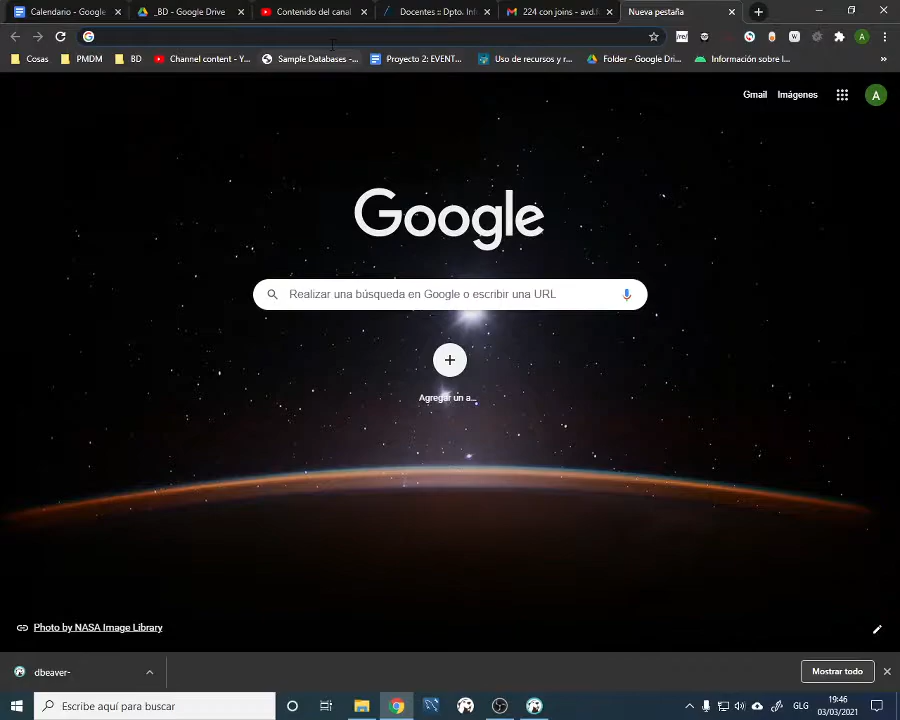 Calendario - Google
_BD - Google Drive
Contenido del canal
Docentes :: Dpto. Inf
224 con joins - avd.f
Nueva pestaña
Cosas
PMDM
BD
Channel content - Y...
Sample Databases -...
Proyecto 2: EVENT...
Uso de recursos y r...
Folder - Google Dri...
Información sobre l...
»
Gmail
Imágenes
A
Google
Realizar una búsqueda en Google o escribir una URL
Agregar un a...
Photo by NASA Image Library
dbeaver-
Mostrar todo
Escribe aquí para buscar
GLG
19:46
03/03/2021